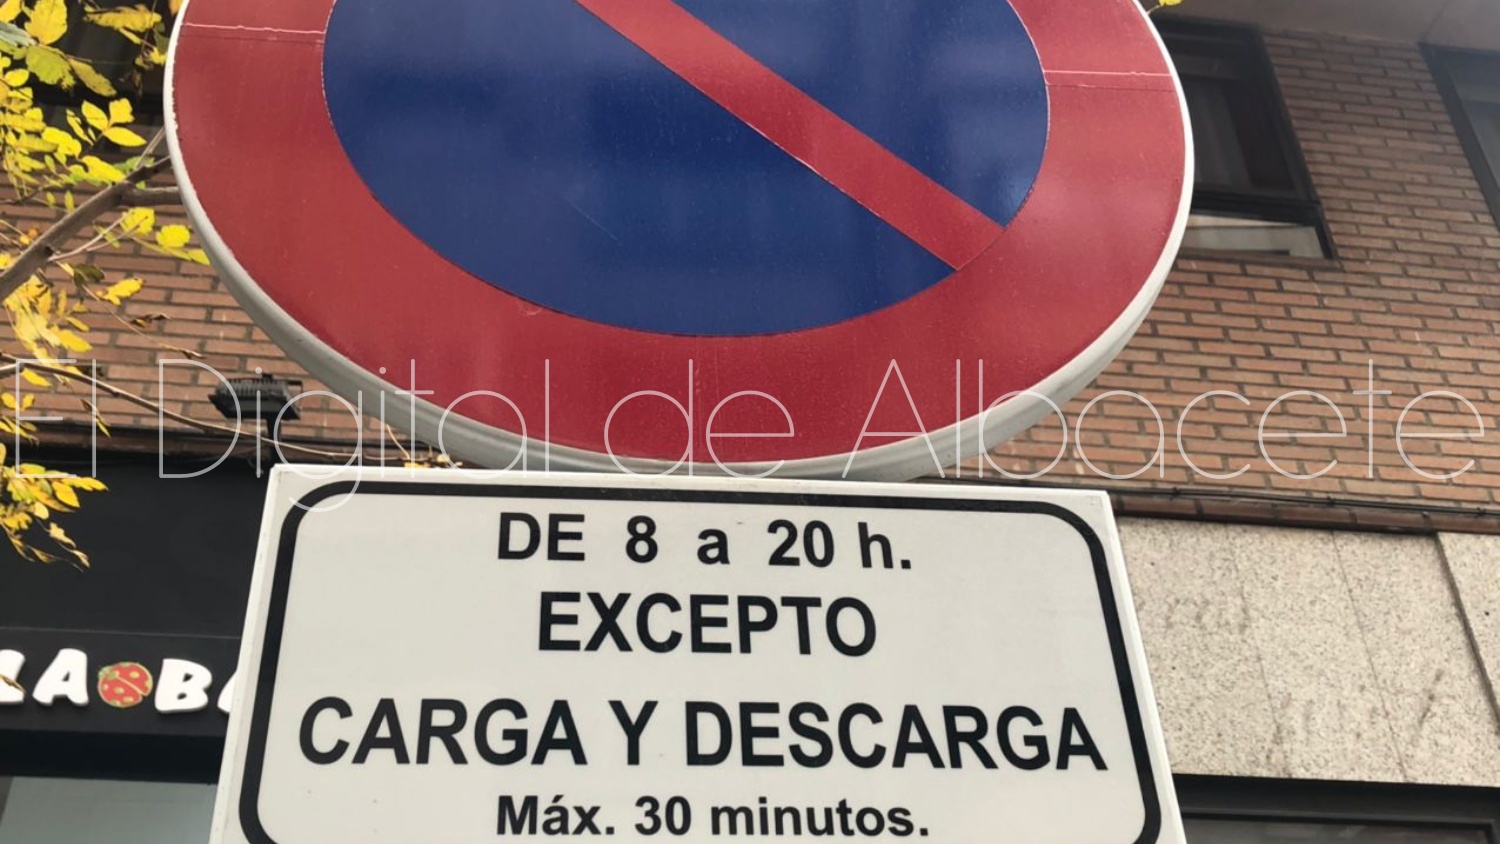 El Digital de Albacete
DE 8 a 20 h.
EXCEPTO
CARGA Y DESCARGA
Máx. 30 minutos.